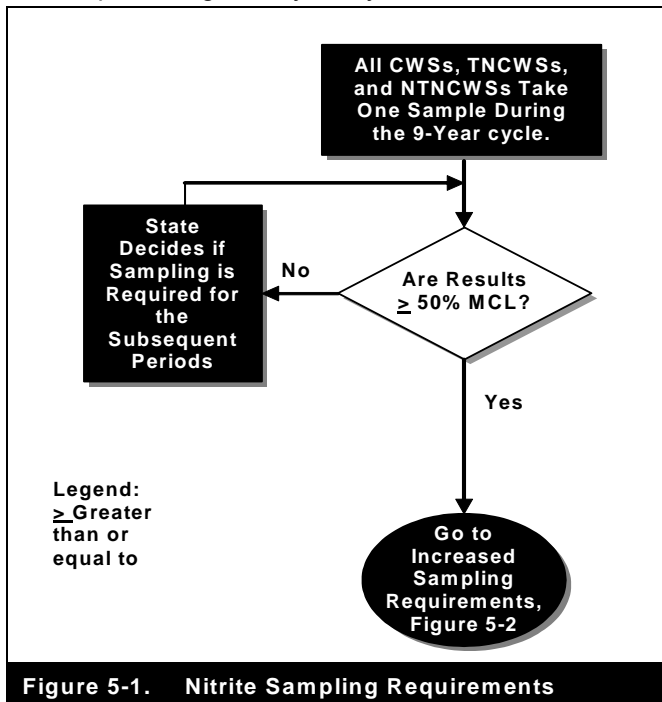 All CWSs, TNCWSs,
and NTNCWSs Take
One Sample During
the 9-Year cycle.
State
Decides if
Sampling is
Required for
the
Subsequent
Periods
No
Are Results
≥ 50% MCL?
Yes
Legend:
≥ Greater
than or
equal to
Go to
Increased
Sampling
Requirements,
Figure 5-2
Figure 5-1. Nitrite Sampling Requirements